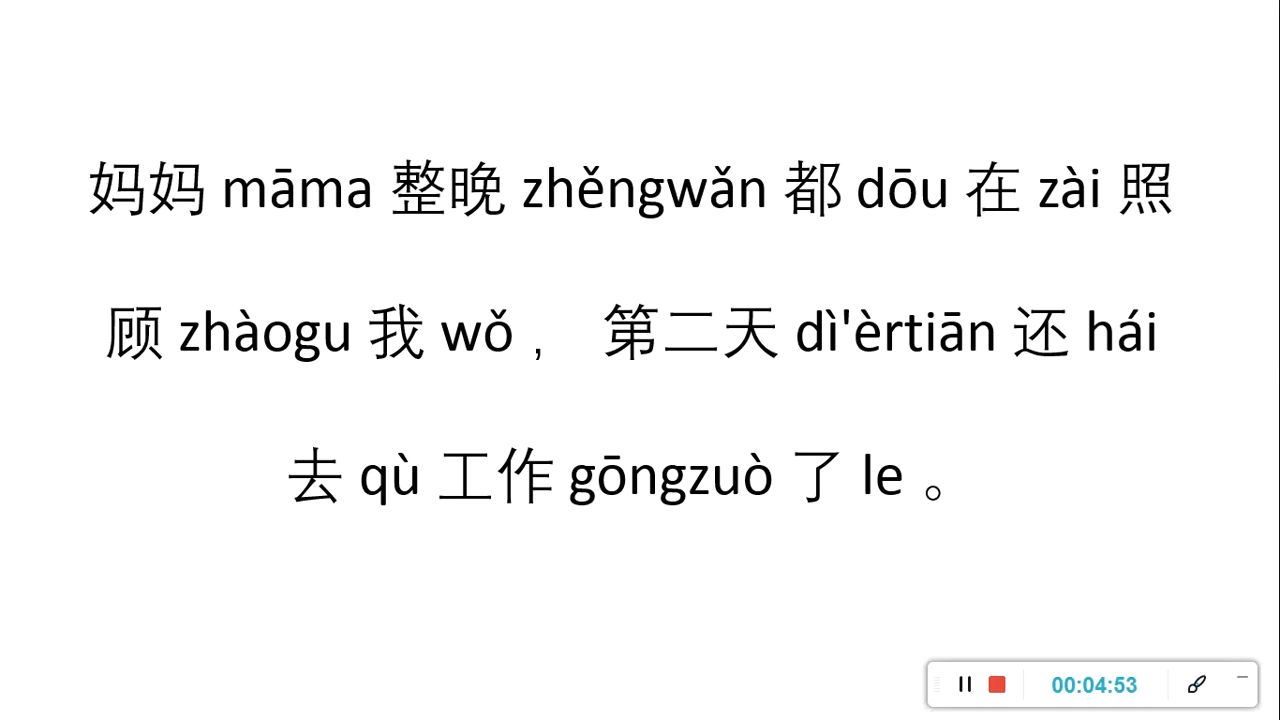 妈妈 māma 整晚 zhěngwǎn 都 dōu 在 zài 照
顾 zhàogu 我 wǒ ， 第二天 dì'èrtiān 还 hái
去 qù 工作 gōngzuò 了 le 。
00:04:53